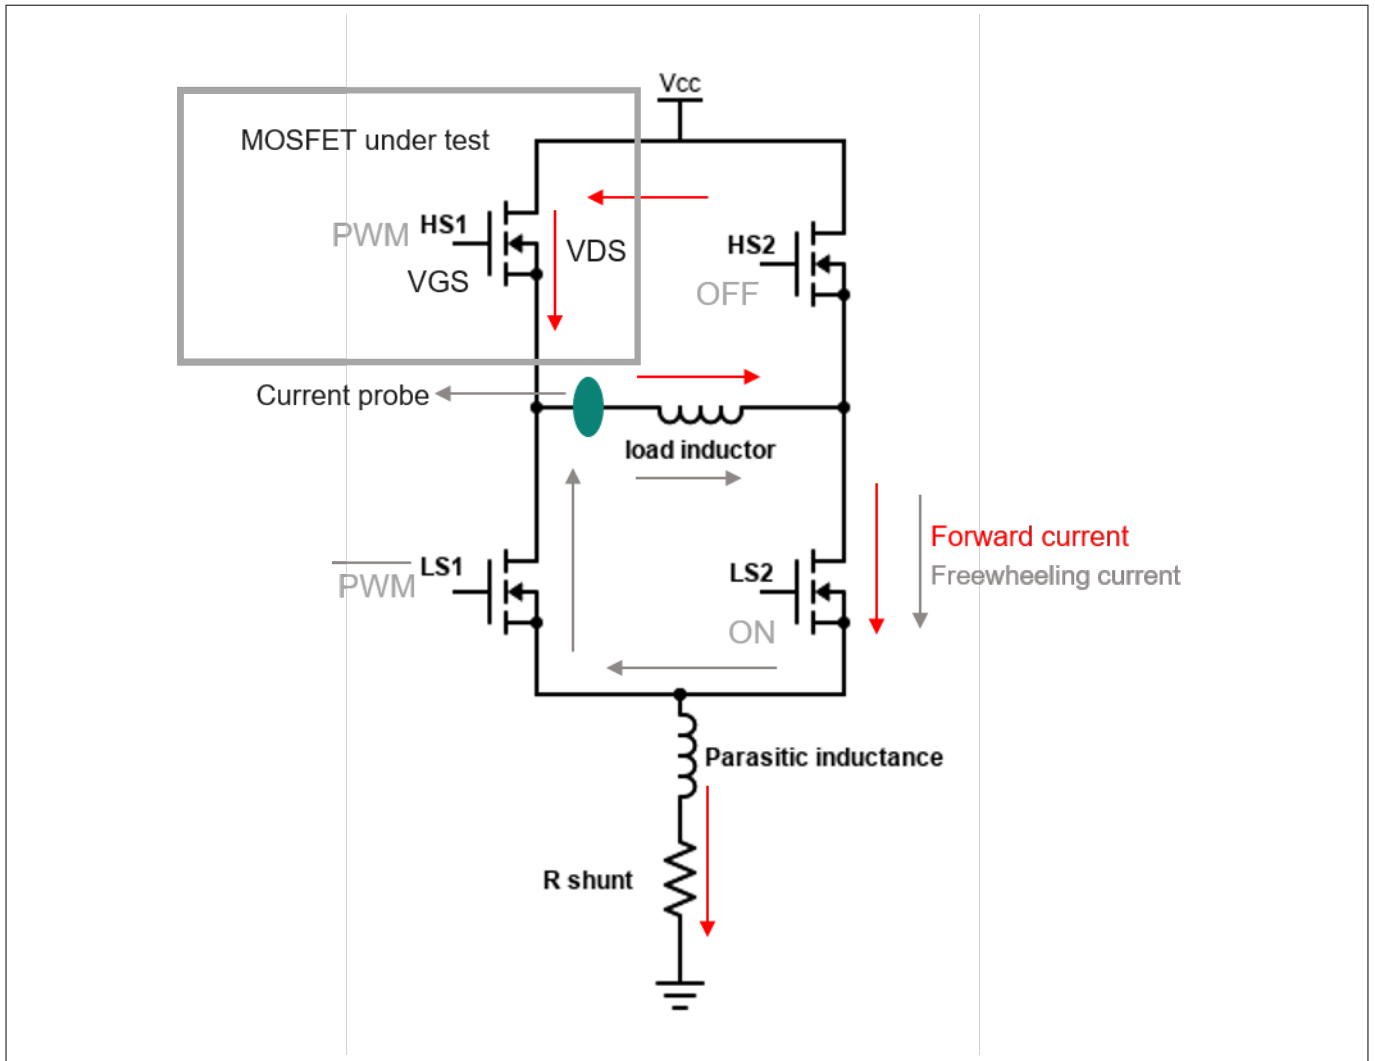 Vcc
MOSFET under test
HS1
PWM
VDS
VGS
HS2
OFF
Current probe
load inductor
Forward current
Freewheeling current
LS1
PWM
LS2
ON
Parasitic inductance
R shunt